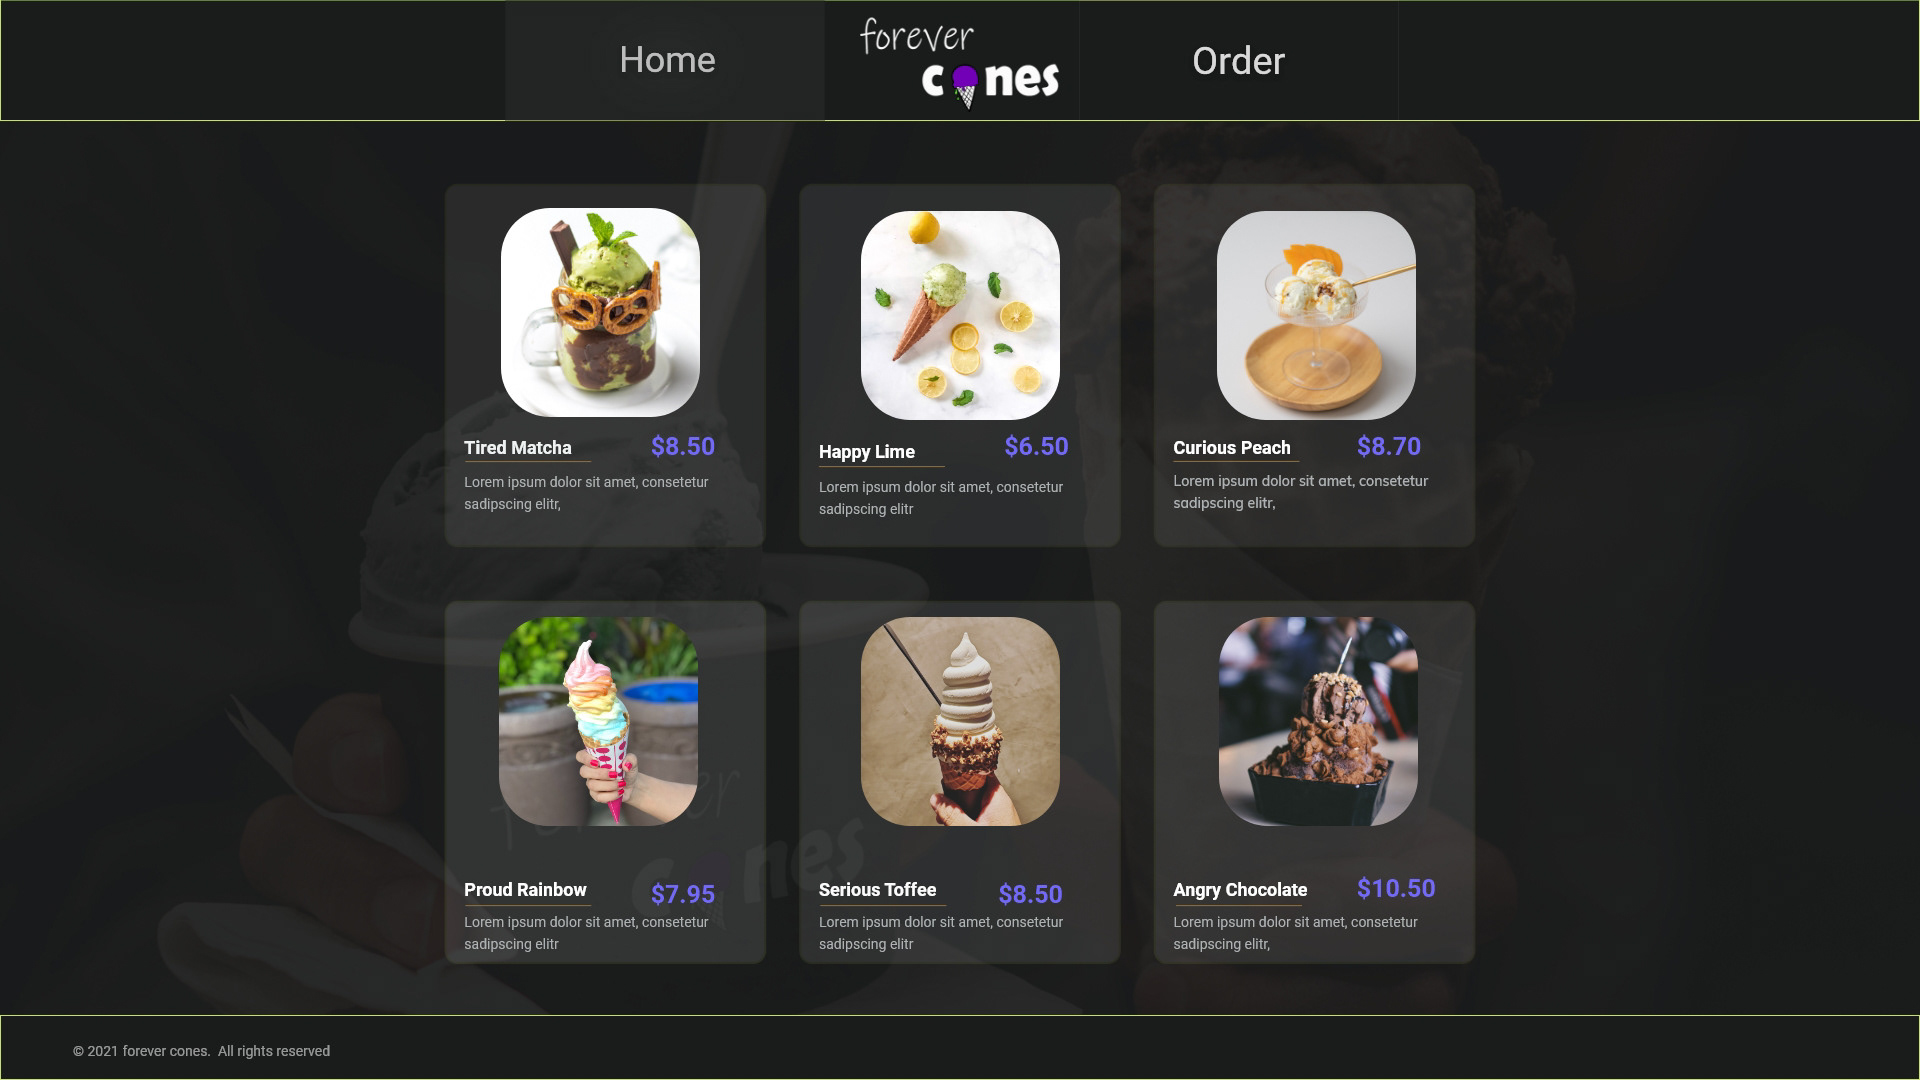 Home
forever
cones
Order
Tired Matcha
$8.50
Lorem ipsum dolor sit amet, consetetur
sadipscing elitr,
Happy Lime
$6.50
Lorem ipsum dolor sit amet, consetetur
sadipscing elitr
Curious Peach
$8.70
Lorem ipsum dolor sit amet, consetetur
sadipscing elitr,
forever
cones
Proud Rainbow
$7.95
Lorem ipsum dolor sit amet, consetetur
sadipscing elitr
Serious Toffee
$8.50
Lorem ipsum dolor sit amet, consetetur
sadipscing elitr
Angry Chocolate
$10.50
Lorem ipsum dolor sit amet, consetetur
sadipscing elitr,
© 2021 forever cones.  All rights reserved